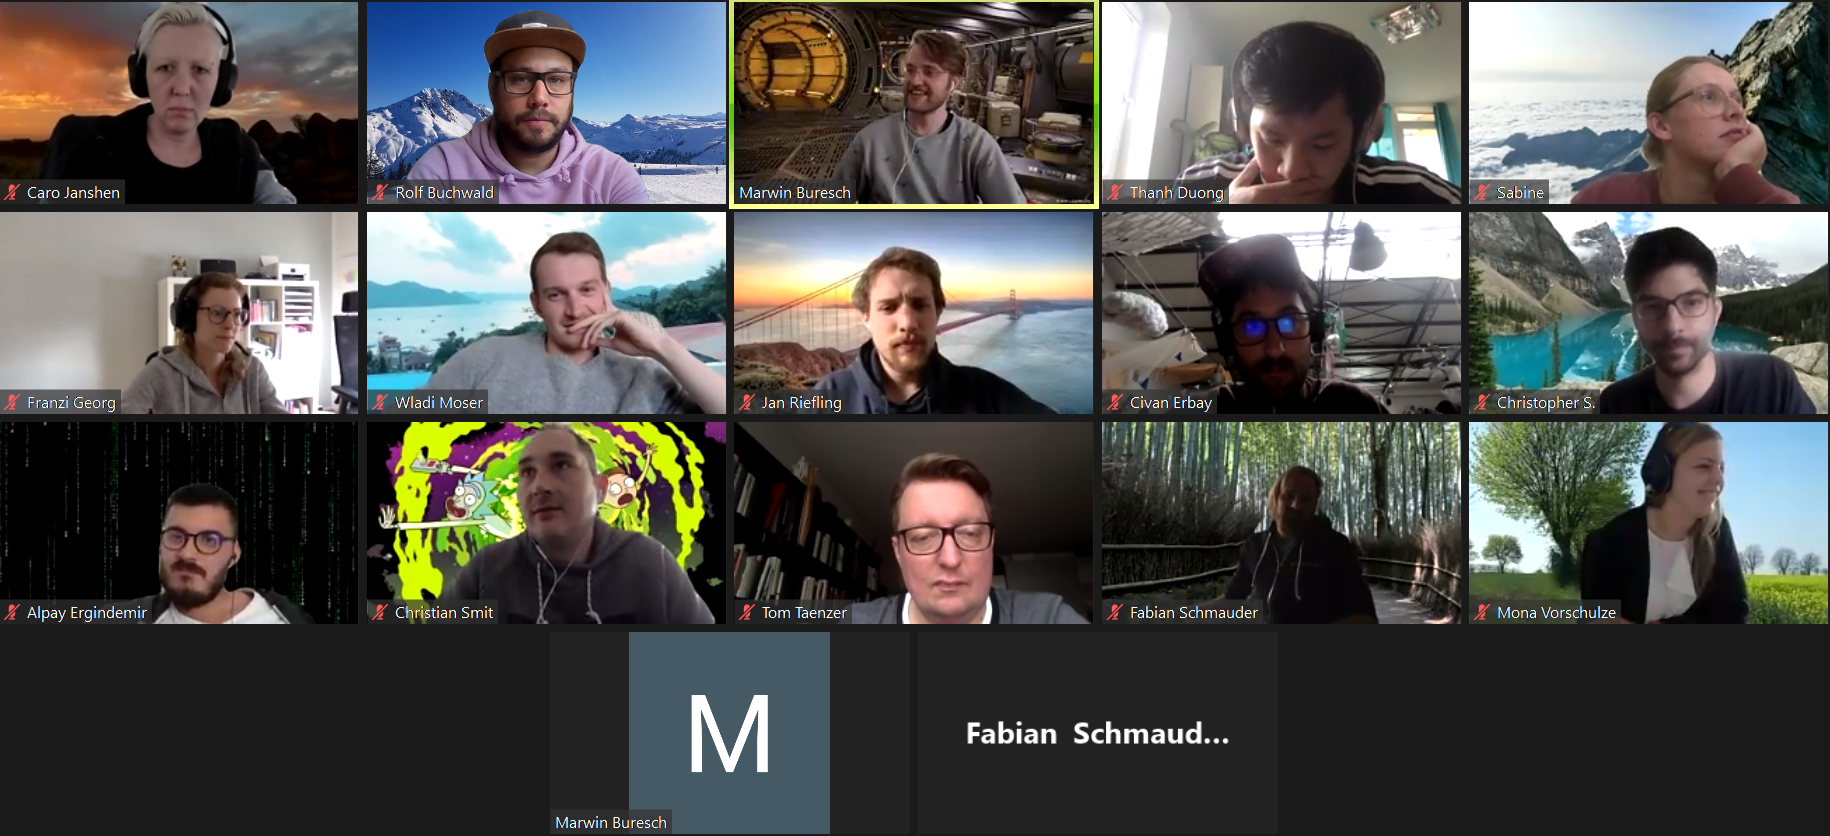 Caro Janshen
Rolf Buchwald
Marwin Buresch
Thanh Duong
Sabine
Franzi Georg
Wladi Moser
Jan Riefling
Civan Erbay
Christopher S.
Alpay Ergindemir
Christian Smit
Tom Taenzer
Fabian Schmauder
Mona Vorschulze
M
Marwin Buresch
Fabian Schmaud...